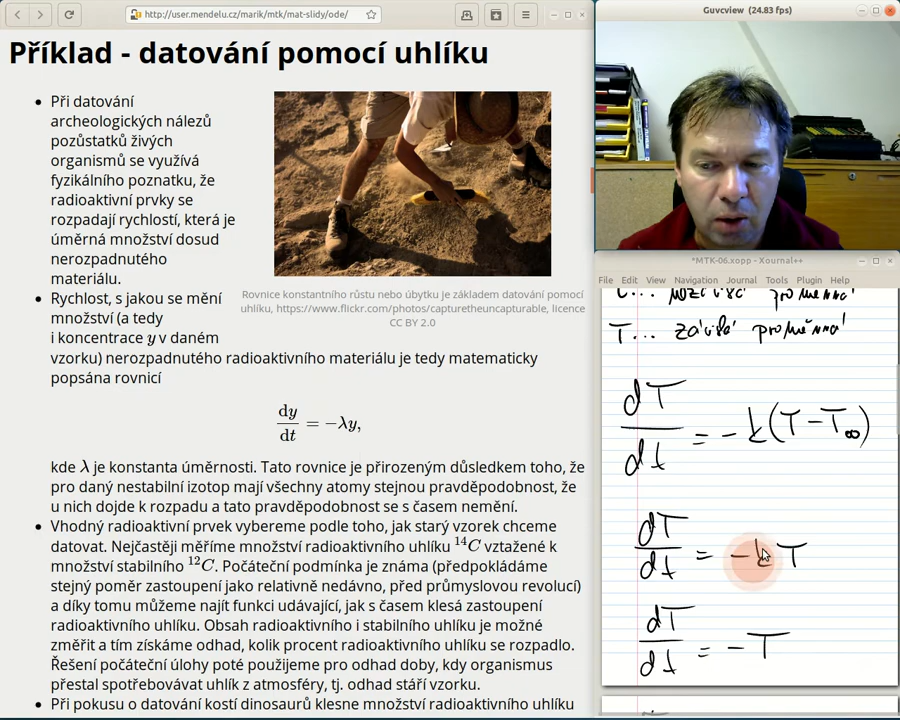 http://user.mendelu.cz/marik/mtk/mat-slidy/ode/
Guvcview (24.83 fps)
Příklad - datování pomocí uhlíku
• Při datování
archeologických nálezů
pozůstatků živých
organismů se využívá
fyzikálního poznatku, že
radioaktivní prvky se
rozpadají rychlostí, která je
úměrná množství dosud
nerozpadnutého
materiálu.
• Rychlost, s jakou se mění
množství (a tedy
i koncentrace y v daném
vzorku) nerozpadnutého radioaktivního materiálu je tedy matematicky
popsána rovnicí
Rovnice konstantního růstu nebo úbytku je základem datování pomocí
uhlíku, https://www.flickr.com/photos/capturetheuncapturable, licence
CC BY 2.0
dy/dt = −λy,
kde λ je konstanta úměrnosti. Tato rovnice je přirozeným důsledkem toho, že
pro daný nestabilní izotop mají všechny atomy stejnou pravděpodobnost, že
u nich dojde k rozpadu a tato pravděpodobnost se s časem nemění.
• Vhodný radioaktivní prvek vybereme podle toho, jak starý vzorek chceme
datovat. Nejčastěji měříme množství radioaktivního uhlíku ¹⁴C vztažené k
množství stabilního ¹²C. Počáteční podmínka je známa (předpokládáme
stejný poměr zastoupení jako relativně nedávno, před průmyslovou revolucí)
a díky tomu můžeme najít funkci udávající, jak s časem klesá zastoupení
radioaktivního uhlíku. Obsah radioaktivního i stabilního uhlíku je možné
změřit a tím získáme odhad, kolik procent radioaktivního uhlíku se rozpadlo.
Řešení počáteční úlohy poté použijeme pro odhad doby, kdy organismus
přestal spotřebovávat uhlík z atmosféry, tj. odhad stáří vzorku.
• Při pokusu o datování kostí dinosaurů klesne množství radioaktivního uhlíku
*MTK-06.xopp - Xournal++
File Edit View Navigation Journal Tools Plugin Help
T... závislá proměnná
dT/dt = −k(T−T∞)
dT/dt = −kT
dT/dt = −T